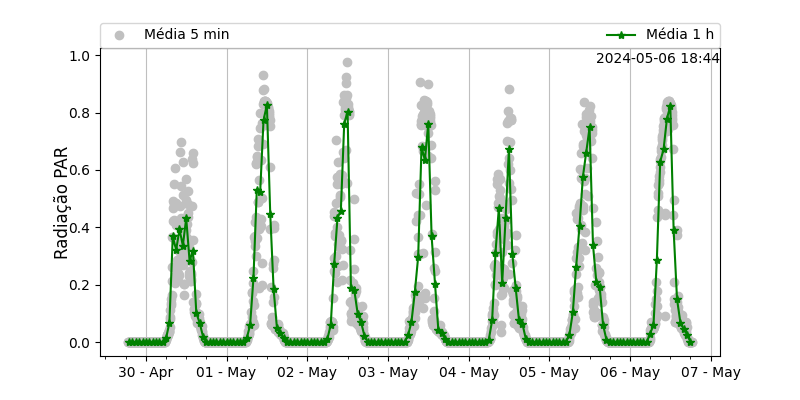 Média 5 min
Média 1 h
2024-05-06 18:44
Radiação PAR
1.0
0.8
0.6
0.4
0.2
0.0
30 - Apr
01 - May
02 - May
03 - May
04 - May
05 - May
06 - May
07 - May